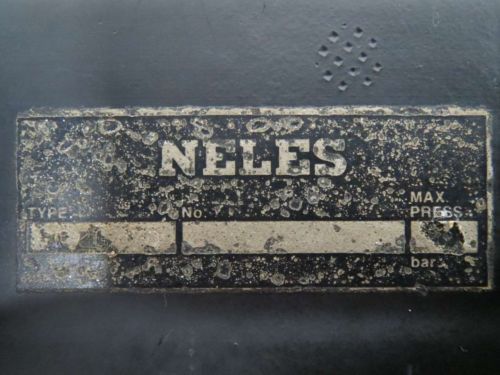 NELES
TYPE No. MAX.
PRESS.
bar